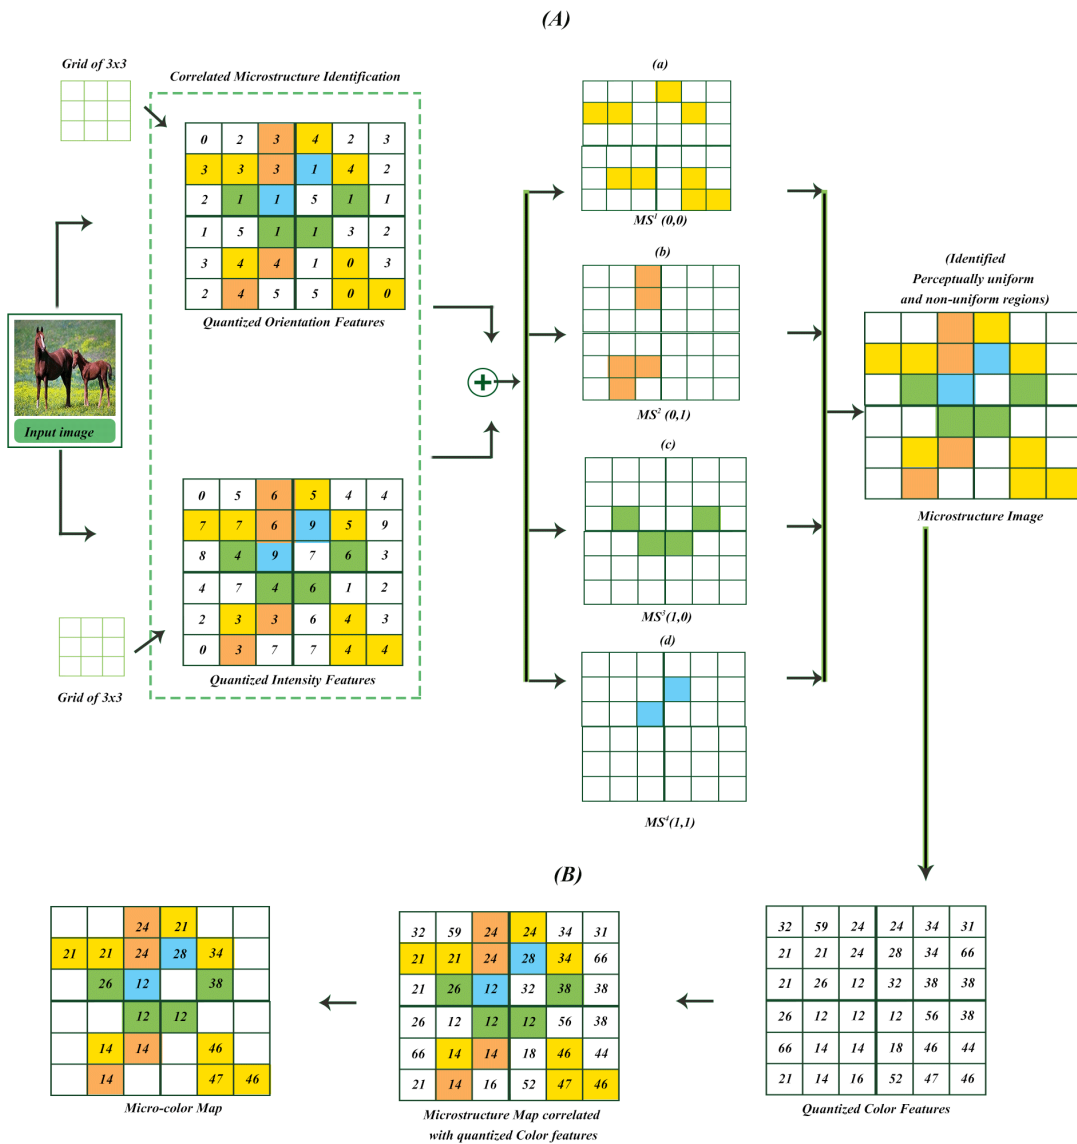 (A)
Grid of 3x3
Correlated Microstructure Identification
0 2 3 4 2 3
3 3 3 1 4 2
2 1 1 5 1 1
1 5 1 1 3 2
3 4 4 1 0 3
2 4 5 5 0 0
Quantized Orientation Features
Input image
0 5 6 5 4 4
7 7 6 9 5 9
8 4 9 7 6 3
4 7 4 6 1 2
2 3 3 6 4 3
0 3 7 7 4 4
Quantized Intensity Features
Grid of 3x3
(a)
MS¹ (0,0)
(b)
MS² (0,1)
(c)
MS³(1,0)
(d)
MS⁴(1,1)
(Identified
Perceptually uniform
and non-uniform regions)
Microstructure Image
(B)
24 21
21 21 24 28 34
26 12 38
12 12
14 14 46
14 47 46
Micro-color Map
32 59 24 24 34 31
21 21 24 28 34 66
21 26 12 32 38 38
26 12 12 12 56 38
66 14 14 18 46 44
21 14 16 52 47 46
Microstructure Map correlated
with quantized Color features
32 59 24 24 34 31
21 21 24 28 34 66
21 26 12 32 38 38
26 12 12 12 56 38
66 14 14 18 46 44
21 14 16 52 47 46
Quantized Color Features